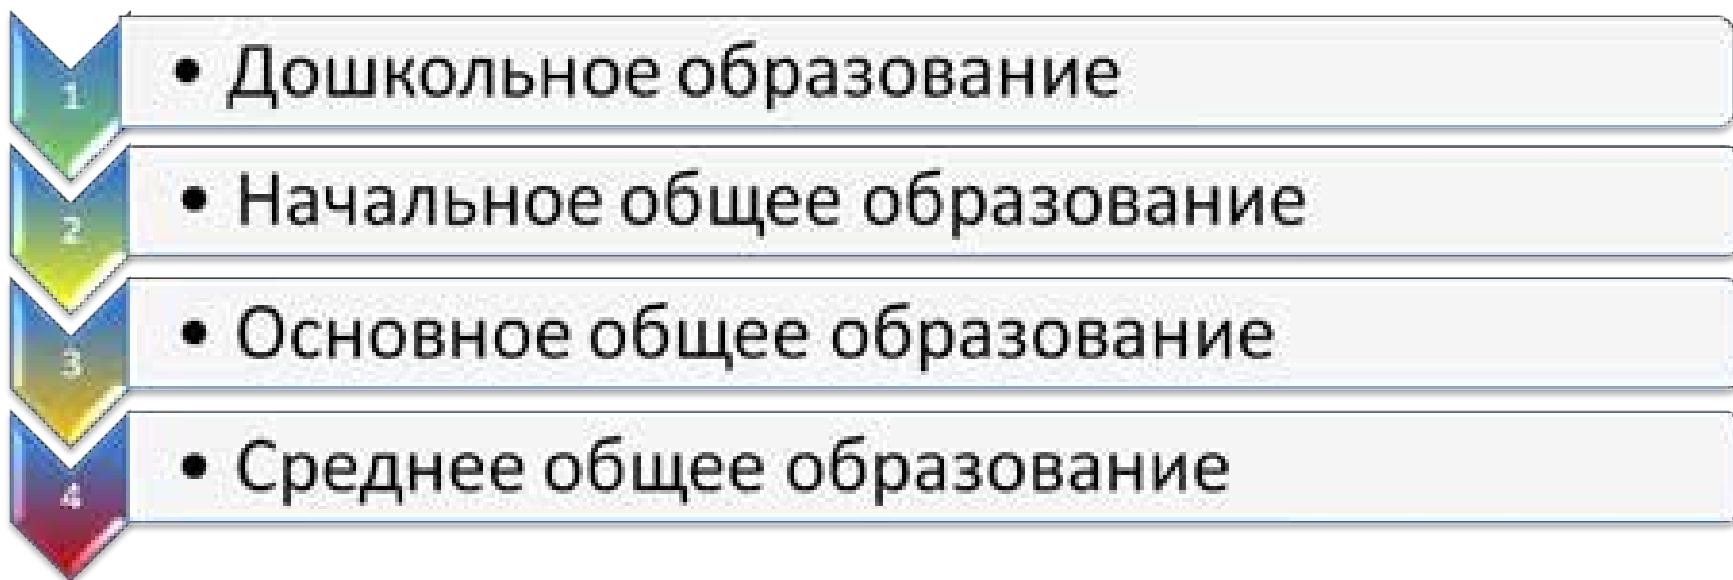 1 • Дошкольное образование
2 • Начальное общее образование
3 • Основное общее образование
4 • Среднее общее образование